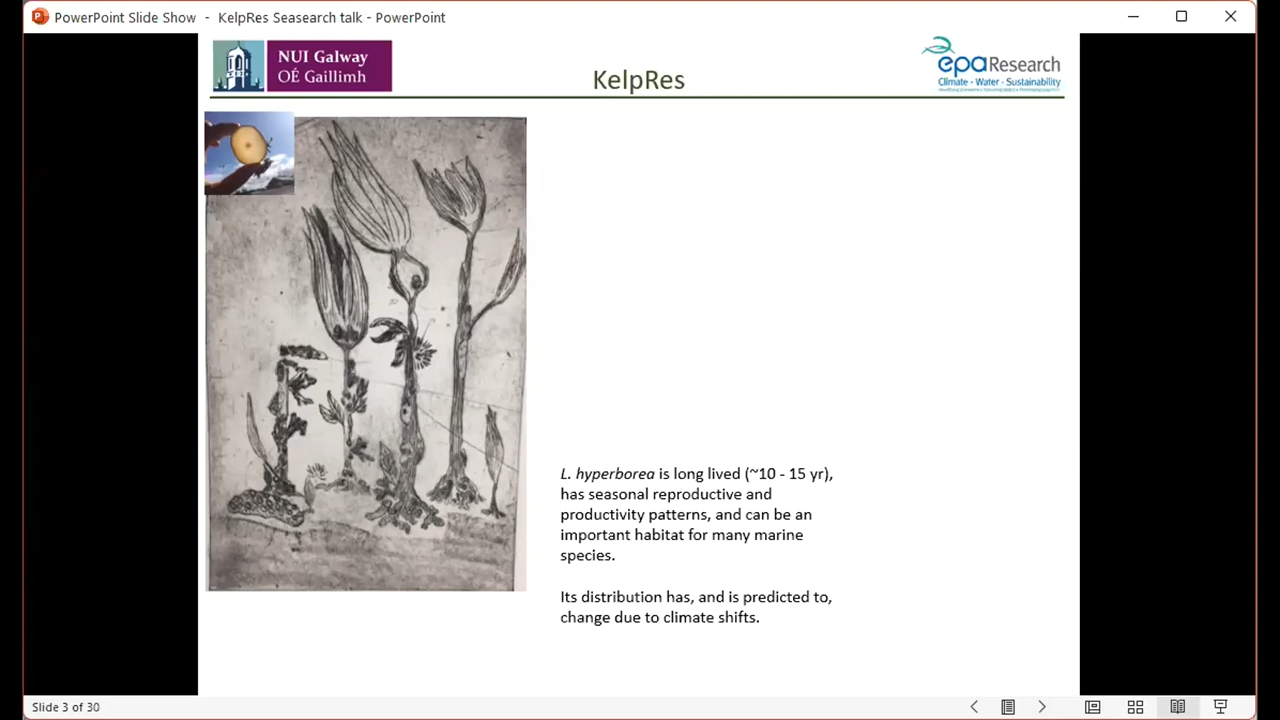 PowerPoint Slide Show - KelpRes Seasearch talk - PowerPoint
NUI Galway
OÉ Gaillimh
KelpRes
epa Research
Climate - Water - Sustainability
L. hyperborea is long lived (~10 - 15 yr),
has seasonal reproductive and
productivity patterns, and can be an
important habitat for many marine
species.
Its distribution has, and is predicted to,
change due to climate shifts.
Slide 3 of 30